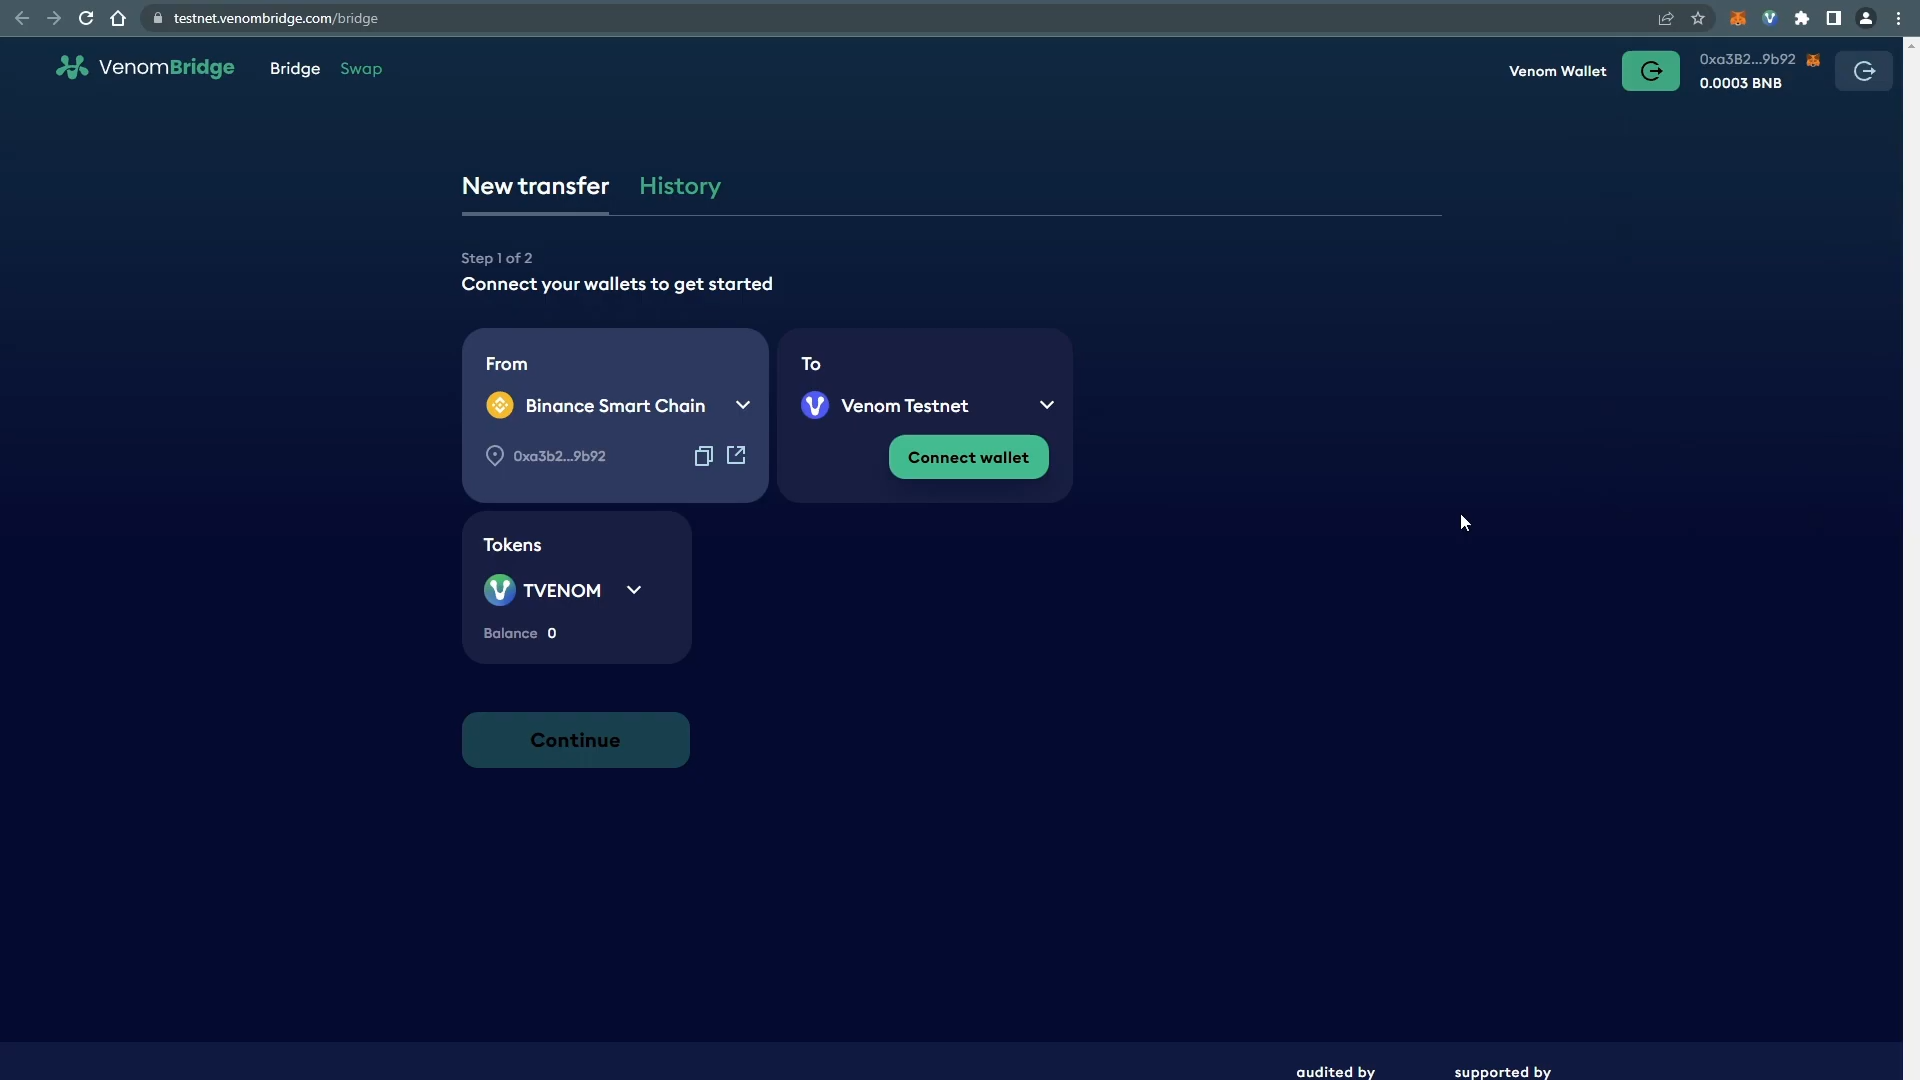 testnet.venombridge.com/bridge
VenomBridge
Bridge
Swap
Venom Wallet
0xa3B2...9b92
0.0003 BNB
New transfer
History
Step 1 of 2
Connect your wallets to get started
From
Binance Smart Chain
0xa3b2...9b92
To
Venom Testnet
Connect wallet
Tokens
TVENOM
Balance 0
Continue
audited by
supported by